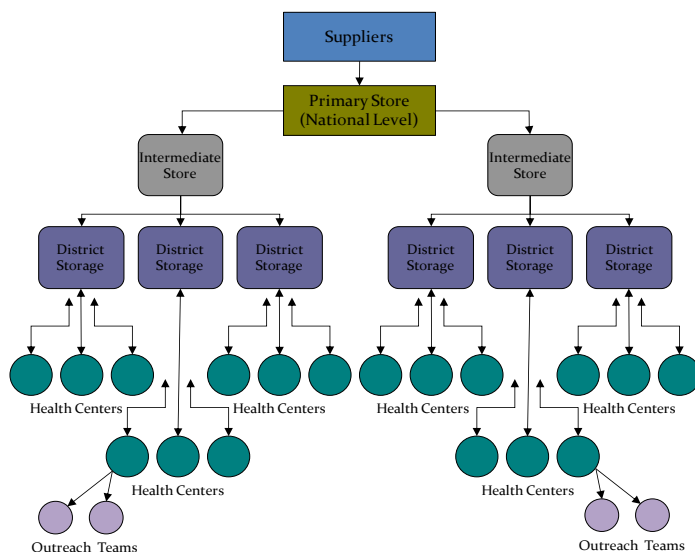 Suppliers
Primary Store
(National Level)
Intermediate
Store
Intermediate
Store
District
Storage
District
Storage
District
Storage
District
Storage
District
Storage
District
Storage
Health Centers
Health Centers
Health Centers
Health Centers
Health Centers
Health Centers
Outreach Teams
Outreach Teams